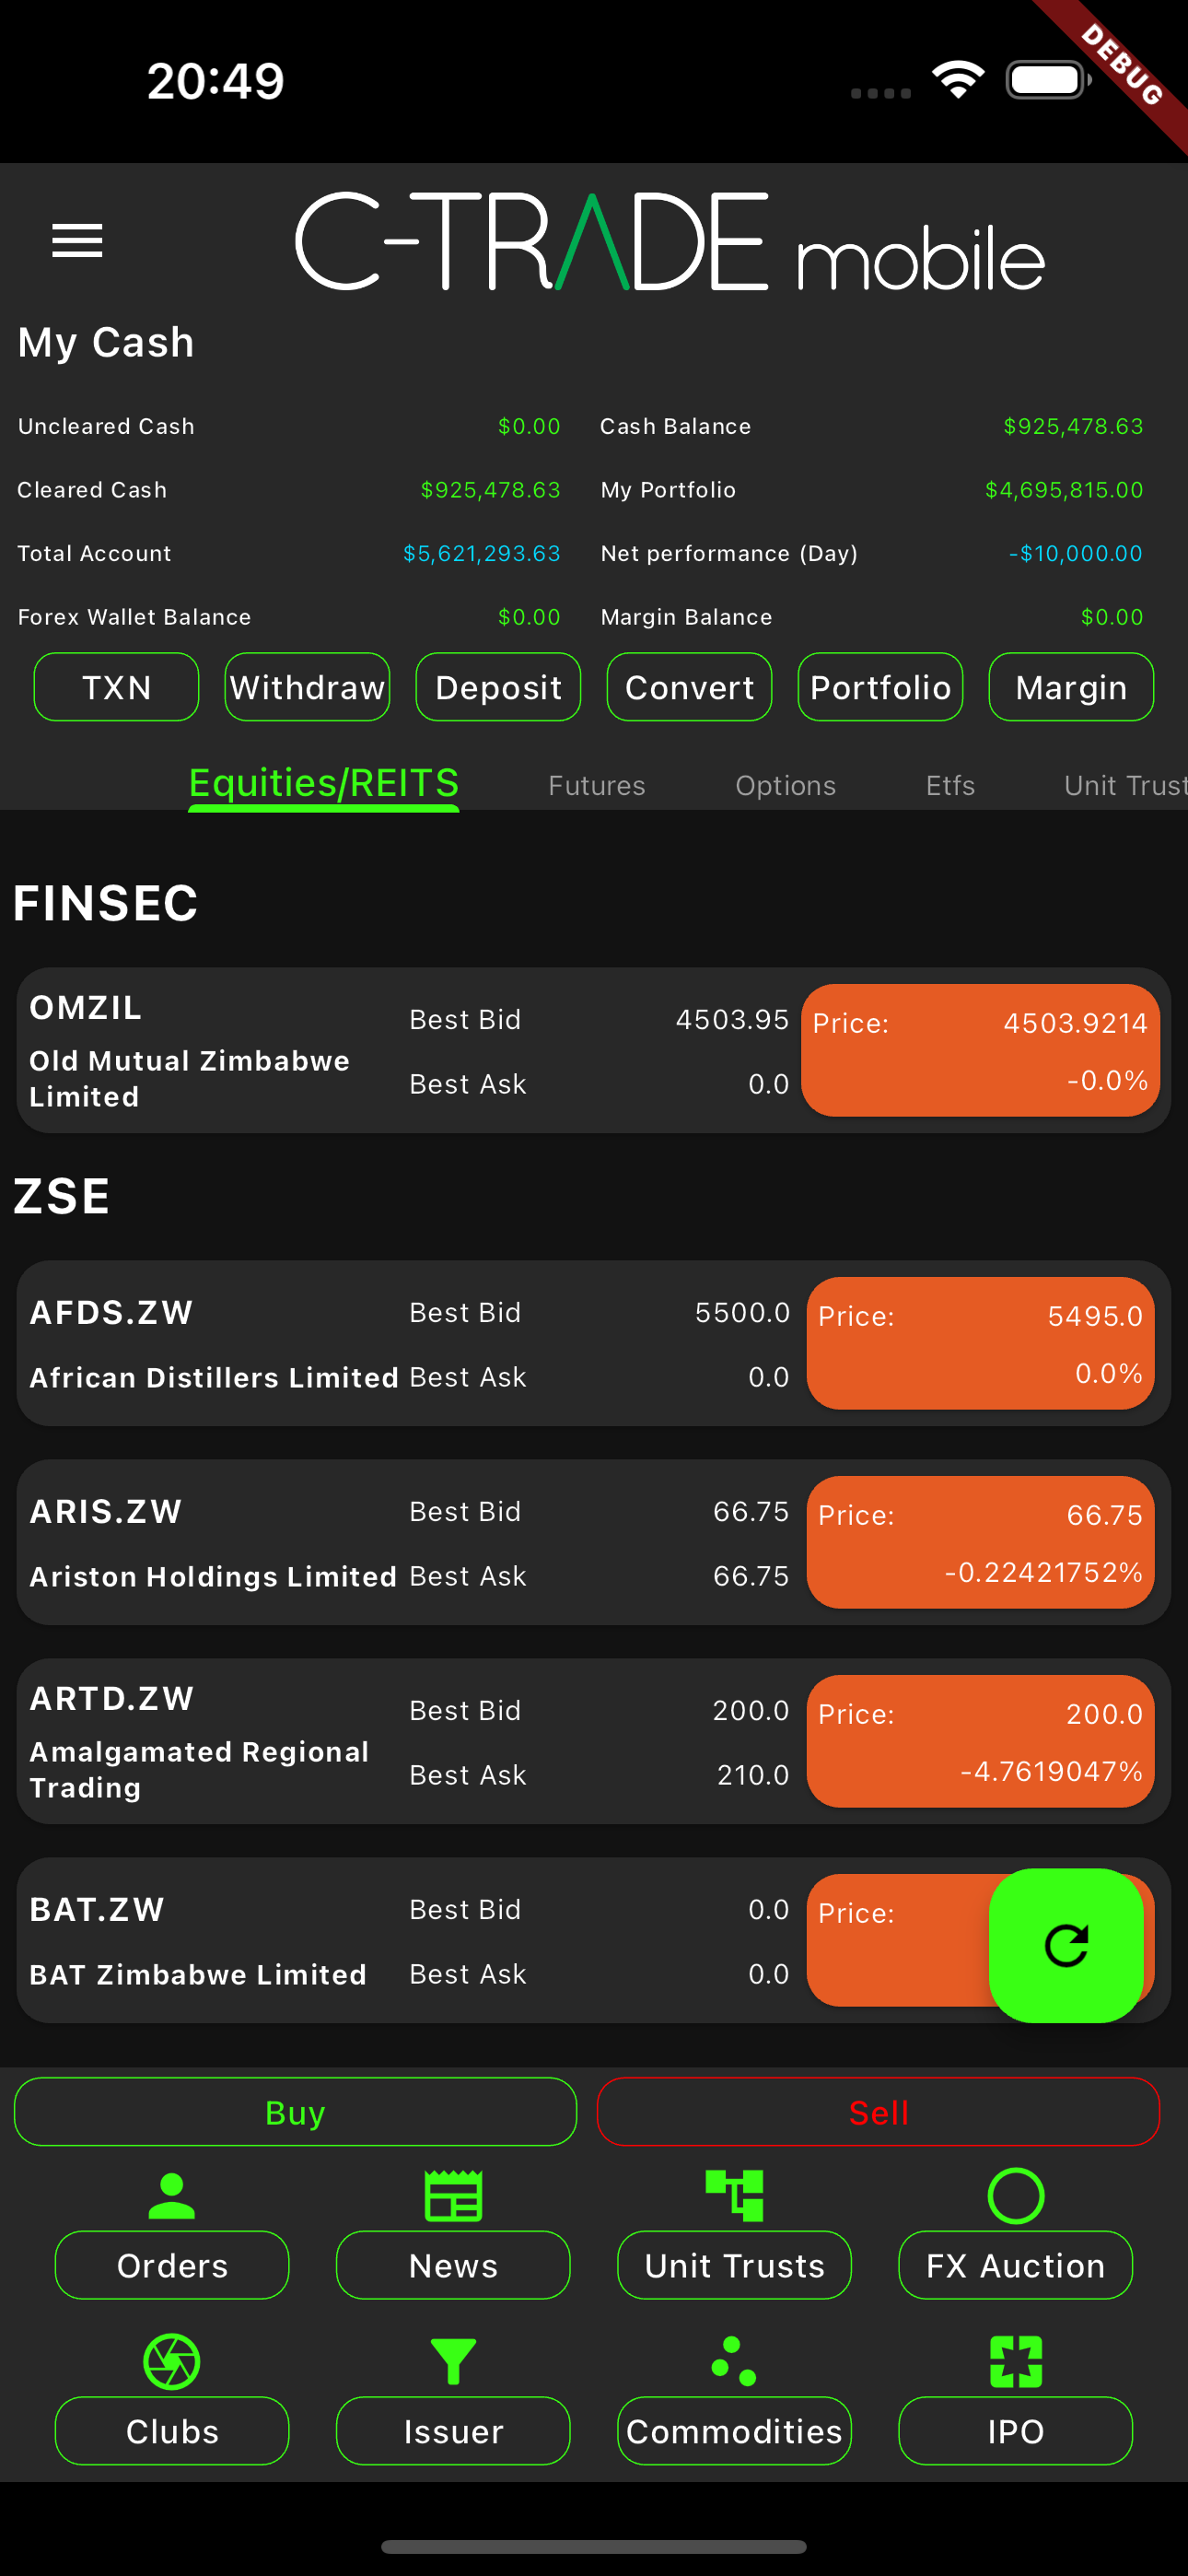 20:49
DEBUG
C-TRADE mobile
My Cash
Uncleared Cash $0.00 Cash Balance $925,478.63
Cleared Cash $925,478.63 My Portfolio $4,695,815.00
Total Account $5,621,293.63 Net performance (Day) -$10,000.00
Forex Wallet Balance $0.00 Margin Balance $0.00
TXN Withdraw Deposit Convert Portfolio Margin
Equities/REITS Futures Options Etfs Unit Trust
FINSEC
OMZIL
Old Mutual Zimbabwe
Limited
Best Bid 4503.95
Best Ask 0.0
Price: 4503.9214
-0.0%
ZSE
AFDS.ZW
African Distillers Limited
Best Bid 5500.0
Best Ask 0.0
Price: 5495.0
0.0%
ARIS.ZW
Ariston Holdings Limited
Best Bid 66.75
Best Ask 66.75
Price: 66.75
-0.22421752%
ARTD.ZW
Amalgamated Regional
Trading
Best Bid 200.0
Best Ask 210.0
Price: 200.0
-4.7619047%
BAT.ZW
BAT Zimbabwe Limited
Best Bid 0.0
Best Ask 0.0
Price:
Buy Sell
Orders News Unit Trusts FX Auction
Clubs Issuer Commodities IPO